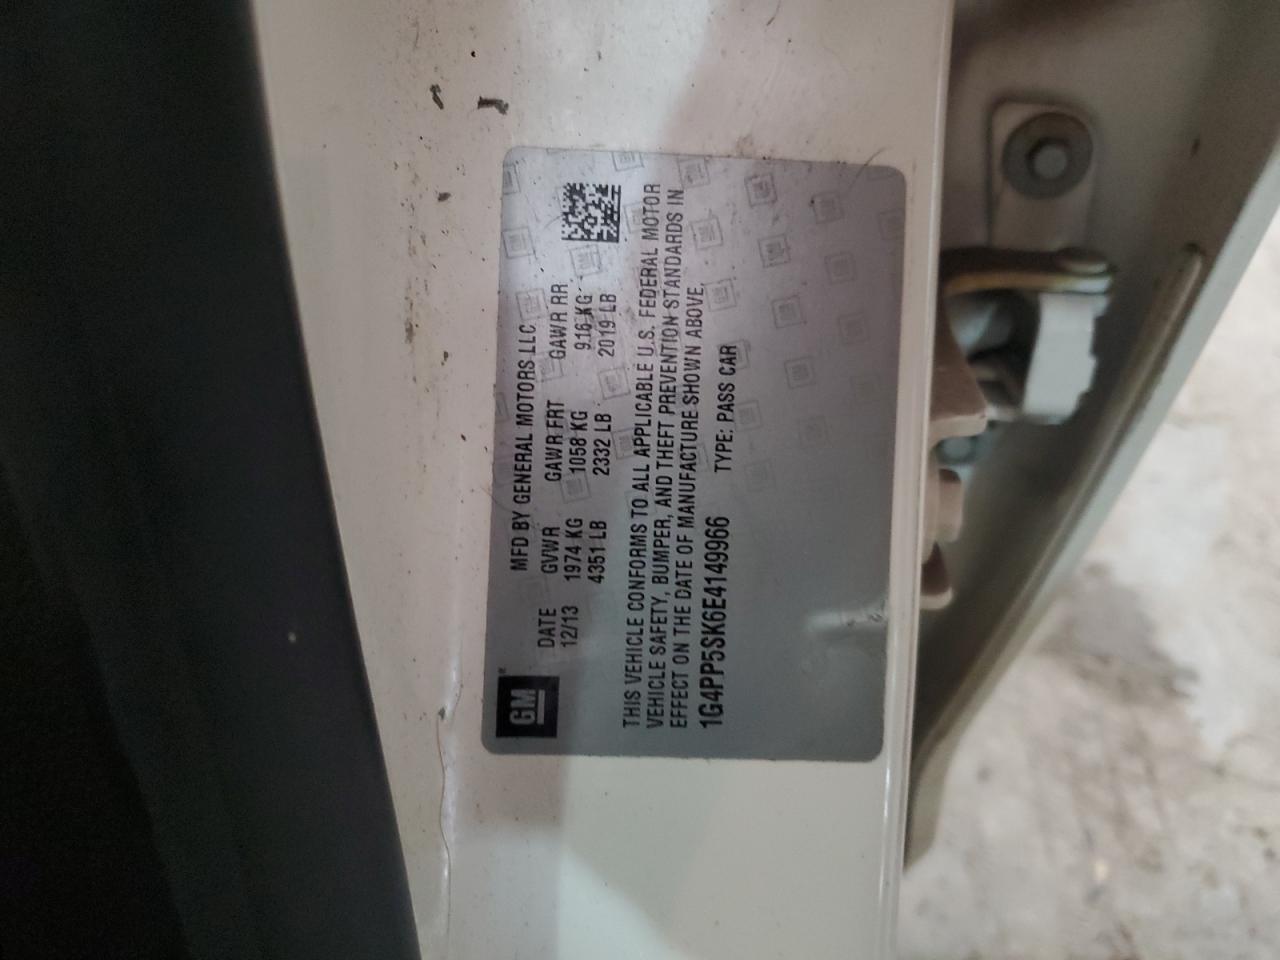 GM
MFD BY GENERAL MOTORS LLC
DATE GVWR GAWR FRT GAWR RR
12/13 1974 KG 1058 KG 916 KG
4351 LB 2332 LB 2019 LB
THIS VEHICLE CONFORMS TO ALL APPLICABLE U.S. FEDERAL MOTOR
VEHICLE SAFETY, BUMPER, AND THEFT PREVENTION STANDARDS IN
EFFECT ON THE DATE OF MANUFACTURE SHOWN ABOVE.
1G4PP5SK6E4149966 TYPE: PASS CAR